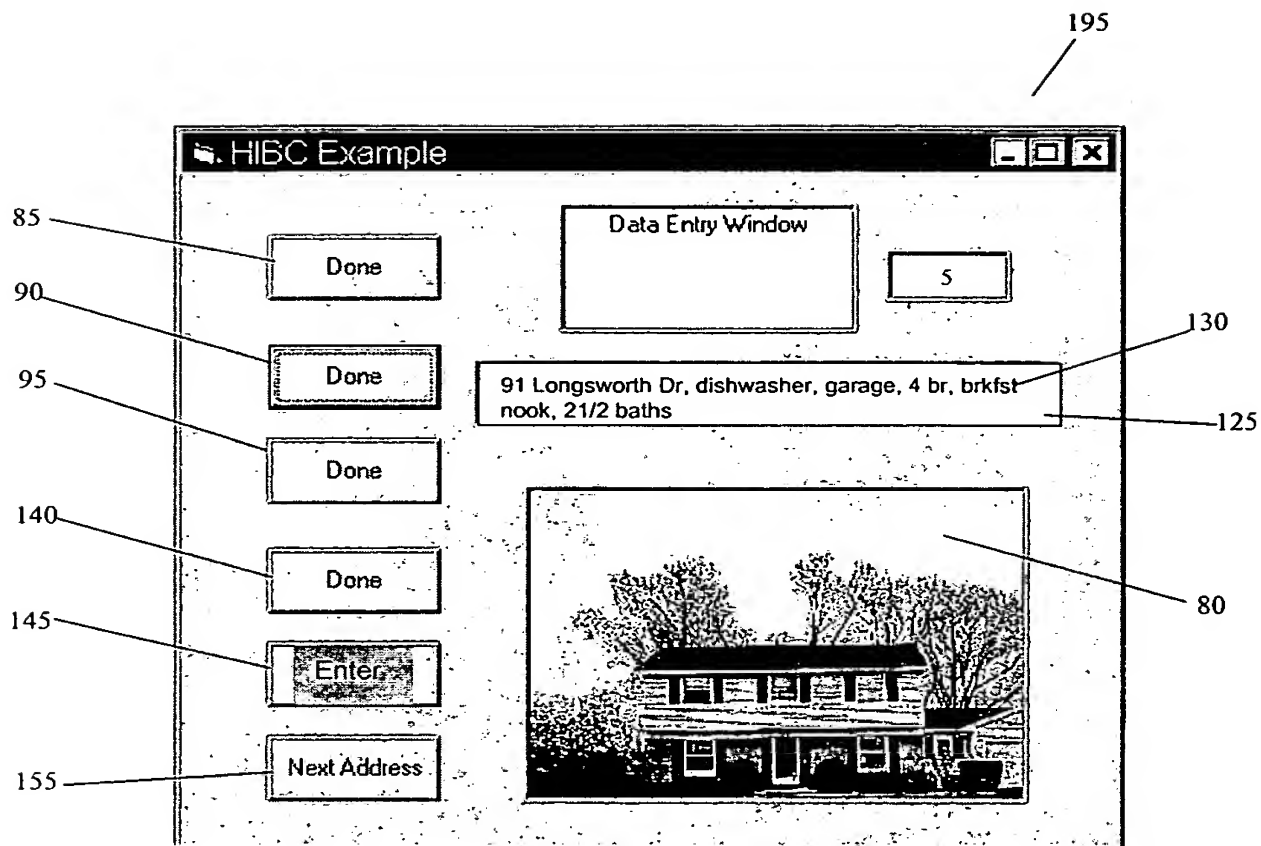 195
HIBC Example
85
Done
Data Entry Window
5
90
Done
130
95
91 Longsworth Dr, dishwasher, garage, 4 br, brkfst
nook, 21/2 baths
125
Done
140
Done
80
145
Enter
155
Next Address